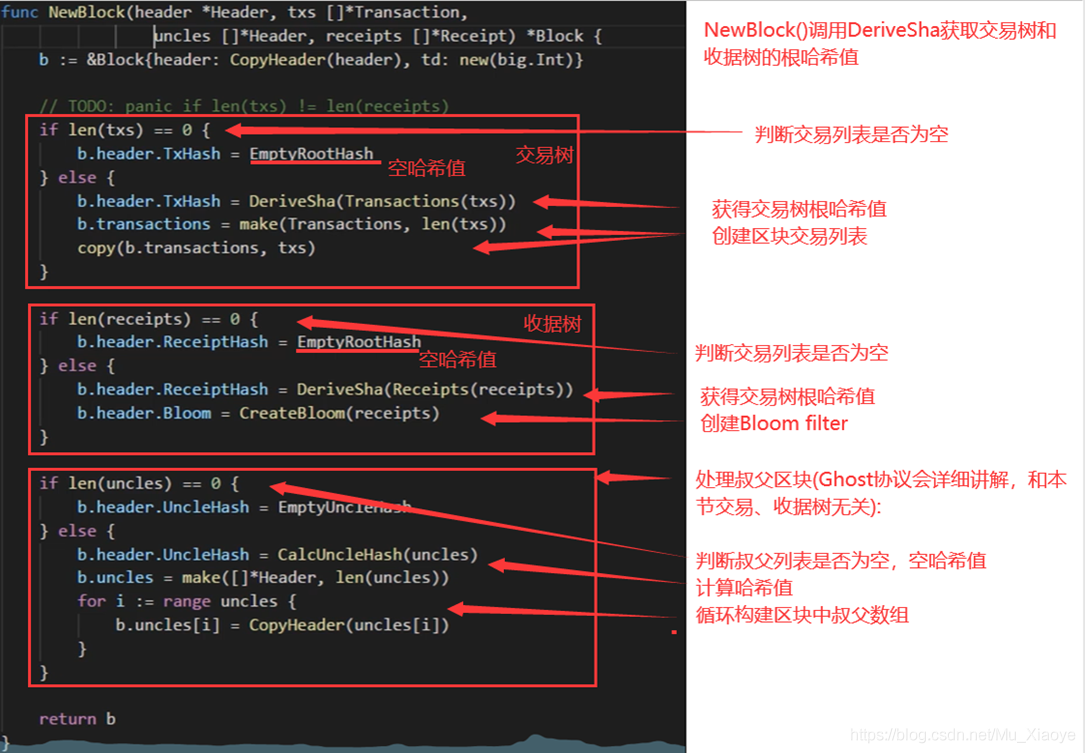 func NewBlock(header *Header, txs []*Transaction,
uncles []*Header, receipts []*Receipt) *Block {
b := &Block{header: CopyHeader(header), td: new(big.Int)}
// TODO: panic if len(txs) != len(receipts)
if len(txs) == 0 {
b.header.TxHash = EmptyRootHash
空哈希值
交易树
} else {
b.header.TxHash = DeriveSha(Transactions(txs))
b.transactions = make(Transactions, len(txs))
copy(b.transactions, txs)
}
if len(receipts) == 0 {
收据树
b.header.ReceiptHash = EmptyRootHash
空哈希值
} else {
b.header.ReceiptHash = DeriveSha(Receipts(receipts))
b.header.Bloom = CreateBloom(receipts)
}
if len(uncles) == 0 {
b.header.UncleHash = EmptyUncleHash
} else {
b.header.UncleHash = CalcUncleHash(uncles)
b.uncles = make([]*Header, len(uncles))
for i := range uncles {
b.uncles[i] = CopyHeader(uncles[i])
}
}
return b
}
NewBlock()调用DeriveSha获取交易树和
收据树的根哈希值
判断交易列表是否为空
获得交易树根哈希值
创建区块交易列表
判断交易列表是否为空
获得交易树根哈希值
创建Bloom filter
处理叔父区块(Ghost协议会详细讲解，和本
节交易、收据树无关):
判断叔父列表是否为空，空哈希值
计算哈希值
循环构建区块中叔父数组
https://blog.csdn.net/Mu_Xiaoye